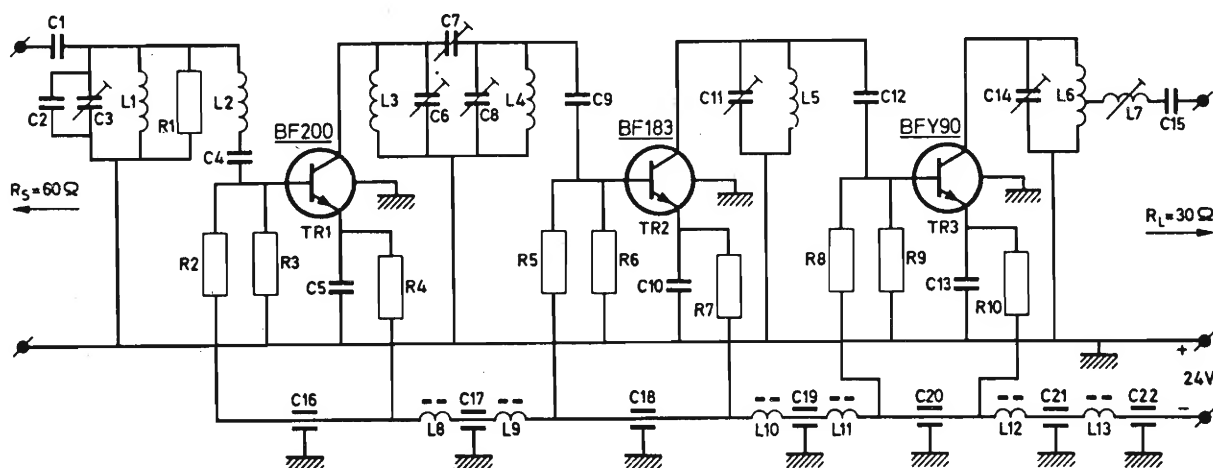 C1
C7
C2
C3
L1
R1
L2
C4
BF200
TR1
L3
C6
C8
L4
C9
BF183
TR2
C11
L5
C12
BFY90
TR3
C14
L6
L7
C15
RS=60Ω
RL=30Ω
R2
R3
C5
R4
R5
R6
C10
R7
R8
R9
C13
R10
+
24V
−
C16
L8
C17
L9
C18
L10
C19
L11
C20
L12
C21
L13
C22